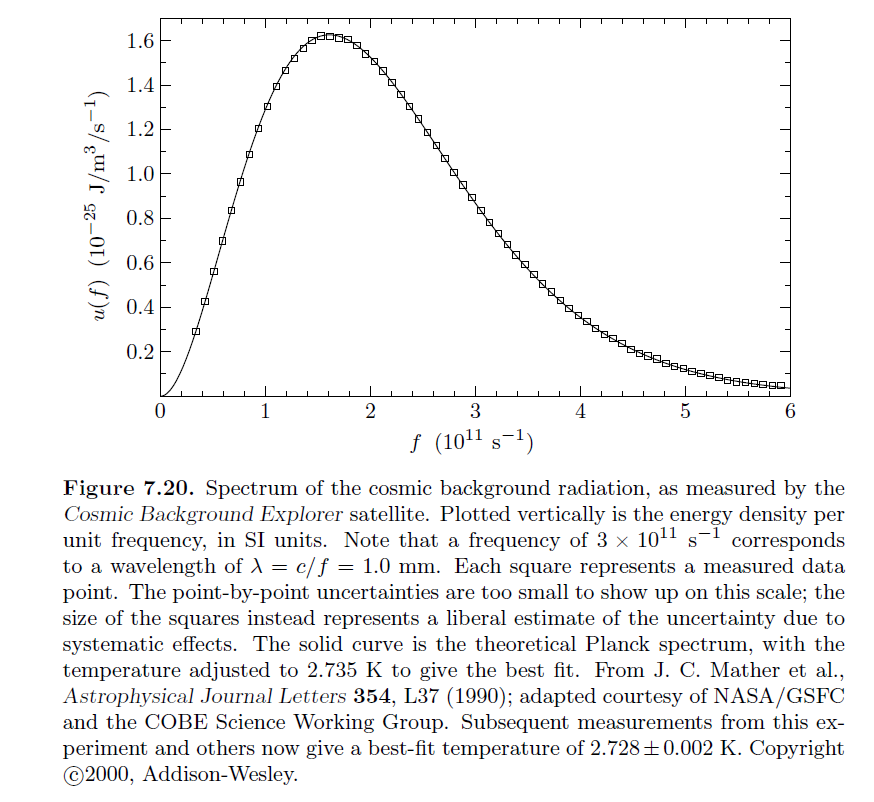 1.6
1.4
1.2
1.0
0.8
0.6
0.4
0.2
u(f) (10⁻²⁵ J/m³/s⁻¹)
0 1 2 3 4 5 6
f (10¹¹ s⁻¹)
Figure 7.20. Spectrum of the cosmic background radiation, as measured by the
Cosmic Background Explorer satellite. Plotted vertically is the energy density per
unit frequency, in SI units. Note that a frequency of 3 × 10¹¹ s⁻¹ corresponds
to a wavelength of λ = c/f = 1.0 mm. Each square represents a measured data
point. The point-by-point uncertainties are too small to show up on this scale; the
size of the squares instead represents a liberal estimate of the uncertainty due to
systematic effects. The solid curve is the theoretical Planck spectrum, with the
temperature adjusted to 2.735 K to give the best fit. From J. C. Mather et al.,
Astrophysical Journal Letters 354, L37 (1990); adapted courtesy of NASA/GSFC
and the COBE Science Working Group. Subsequent measurements from this ex-
periment and others now give a best-fit temperature of 2.728 ± 0.002 K. Copyright
©2000, Addison-Wesley.